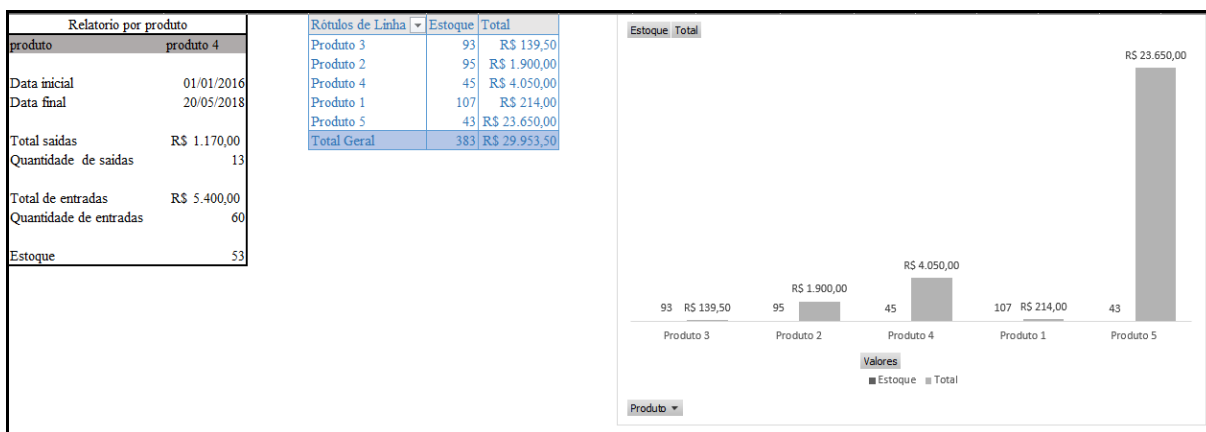 Relatorio por produto
produto produto 4
Data inicial 01/01/2016
Data final 20/05/2018
Total saidas R$ 1.170,00
Quantidade de saidas 13
Total de entradas R$ 5.400,00
Quantidade de entradas 60
Estoque 53
Rótulos de Linha Estoque Total
Produto 3 93 R$ 139,50
Produto 2 95 R$ 1.900,00
Produto 4 45 R$ 4.050,00
Produto 1 107 R$ 214,00
Produto 5 43 R$ 23.650,00
Total Geral 383 R$ 29.953,50
Estoque Total
R$ 23.650,00
R$ 4.050,00
R$ 1.900,00
93 R$ 139,50 95 45 107 R$ 214,00 43
Produto 3 Produto 2 Produto 4 Produto 1 Produto 5
Valores
Estoque Total
Produto